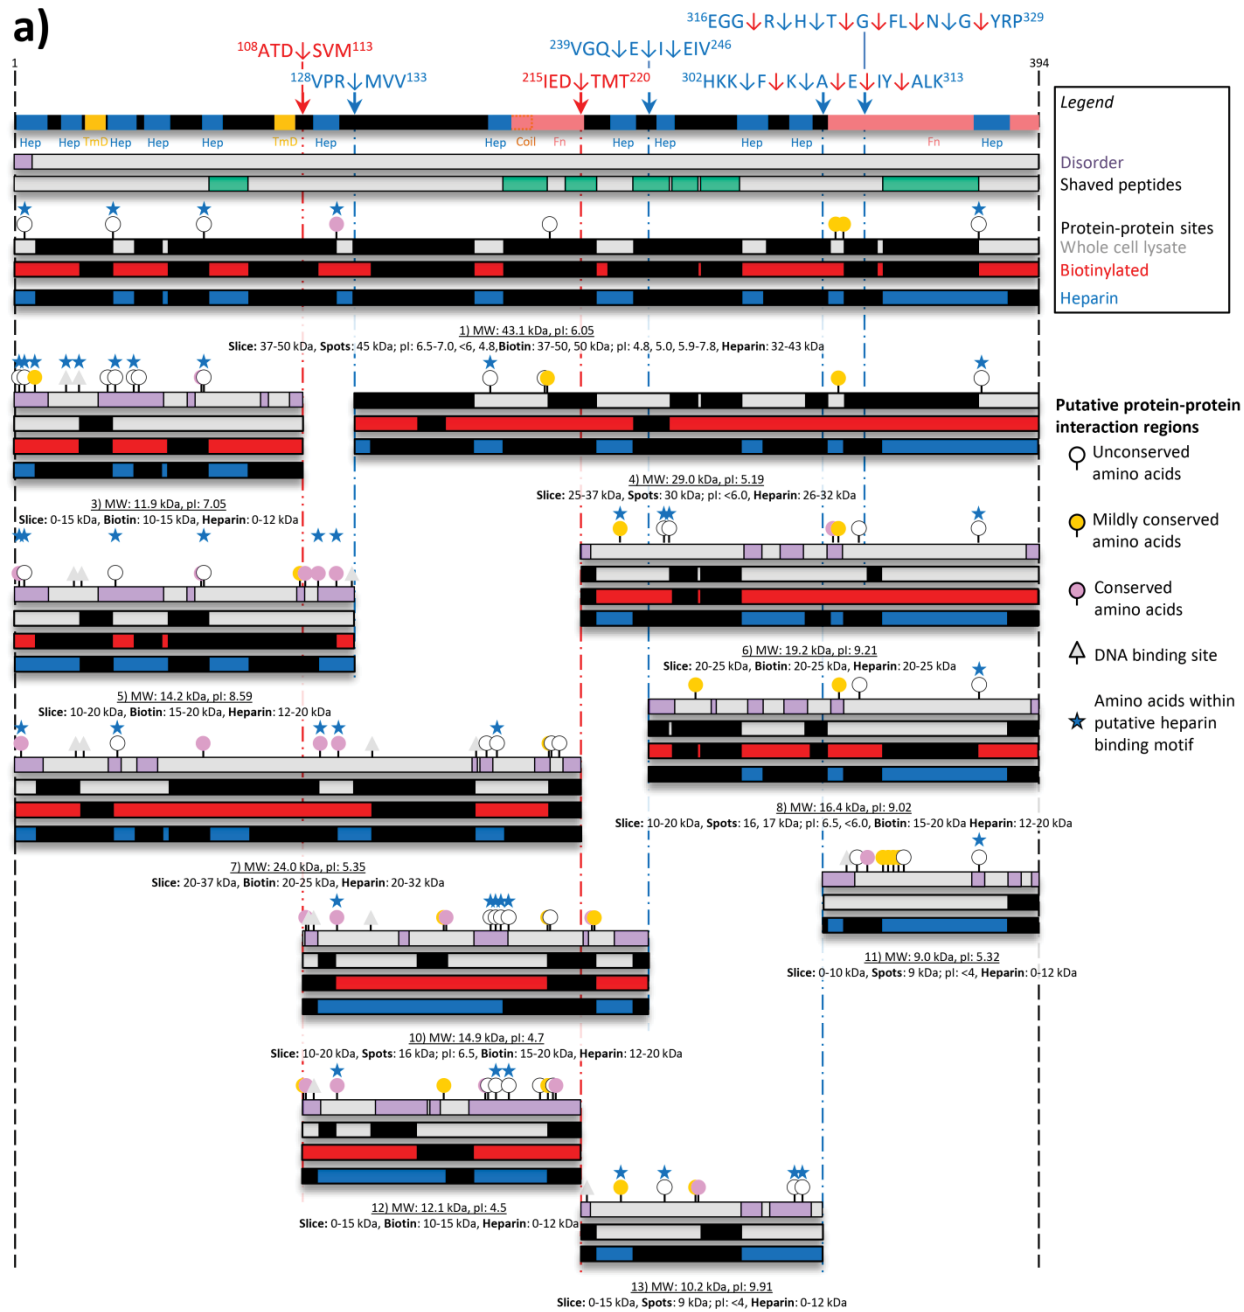 a)
316EGG↓R↓H↓T↓G↓FL↓N↓G↓YRP329
108ATD↓SVM113
239VGQ↓E↓I↓EIV246
128VPR↓MVV133
215IED↓TMT220
302HKK↓F↓K↓A↓E↓IY↓ALK313
1
394
Legend
Hep Hep TmD Hep Hep Hep TmD Hep Hep Coil Fn Hep Hep Hep Hep Fn Hep
Disorder
Shaved peptides
Protein-protein sites
Whole cell lysate
Biotinylated
Heparin
1) MW: 43.1 kDa, pI: 6.05
Slice: 37-50 kDa, Spots: 45 kDa; pI: 6.5-7.0, <6, 4.8, Biotin: 37-50, 50 kDa; pI: 4.8, 5.0, 5.9-7.8, Heparin: 32-43 kDa
3) MW: 11.9 kDa, pI: 7.05
Slice: 0-15 kDa, Biotin: 10-15 kDa, Heparin: 0-12 kDa
4) MW: 29.0 kDa, pI: 5.19
Slice: 25-37 kDa, Spots: 30 kDa; pI: <6.0, Heparin: 26-32 kDa
Putative protein-protein
interaction regions
Unconserved
amino acids
Mildly conserved
amino acids
Conserved
amino acids
DNA binding site
Amino acids within
putative heparin
binding motif
5) MW: 14.2 kDa, pI: 8.59
Slice: 10-20 kDa, Biotin: 15-20 kDa, Heparin: 12-20 kDa
6) MW: 19.2 kDa, pI: 9.21
Slice: 20-25 kDa, Biotin: 20-25 kDa, Heparin: 20-25 kDa
7) MW: 24.0 kDa, pI: 5.35
Slice: 20-37 kDa, Biotin: 20-25 kDa, Heparin: 20-32 kDa
8) MW: 16.4 kDa, pI: 9.02
Slice: 10-20 kDa, Spots: 16, 17 kDa; pI: 6.5, <6.0, Biotin: 15-20 kDa Heparin: 12-20 kDa
10) MW: 14.9 kDa, pI: 4.7
Slice: 10-20 kDa, Spots: 16 kDa; pI: 6.5, Biotin: 15-20 kDa, Heparin: 12-20 kDa
11) MW: 9.0 kDa, pI: 5.32
Slice: 0-10 kDa, Spots: 9 kDa; pI: <4, Heparin: 0-12 kDa
12) MW: 12.1 kDa, pI: 4.5
Slice: 0-15 kDa, Biotin: 10-15 kDa, Heparin: 0-12 kDa
13) MW: 10.2 kDa, pI: 9.91
Slice: 0-15 kDa, Spots: 9 kDa; pI: <4, Heparin: 0-12 kDa